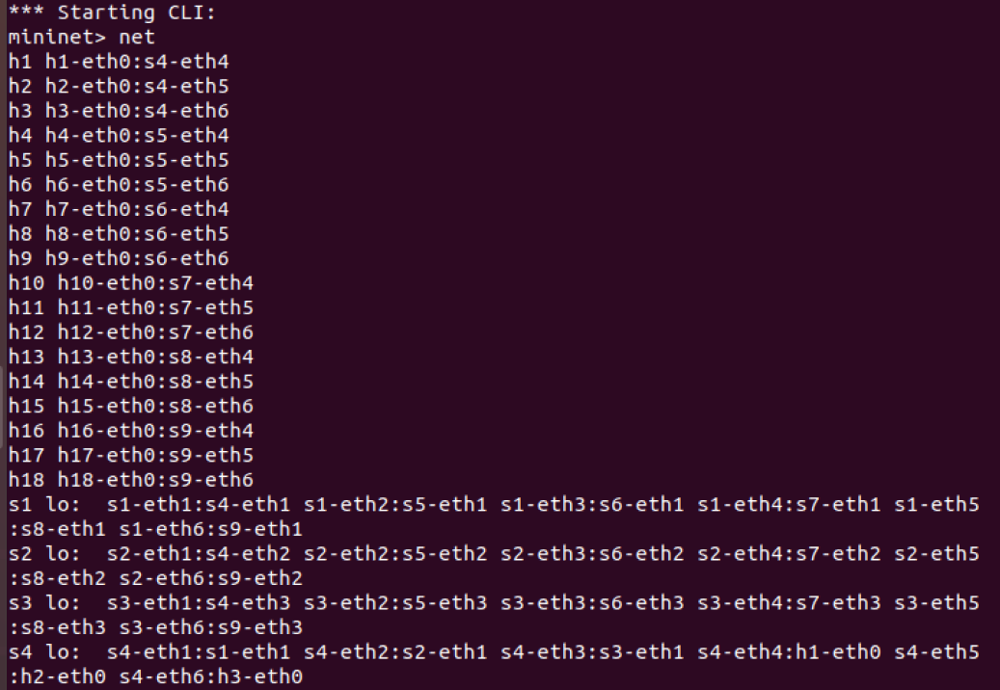 *** Starting CLI:
mininet> net
h1 h1-eth0:s4-eth4
h2 h2-eth0:s4-eth5
h3 h3-eth0:s4-eth6
h4 h4-eth0:s5-eth4
h5 h5-eth0:s5-eth5
h6 h6-eth0:s5-eth6
h7 h7-eth0:s6-eth4
h8 h8-eth0:s6-eth5
h9 h9-eth0:s6-eth6
h10 h10-eth0:s7-eth4
h11 h11-eth0:s7-eth5
h12 h12-eth0:s7-eth6
h13 h13-eth0:s8-eth4
h14 h14-eth0:s8-eth5
h15 h15-eth0:s8-eth6
h16 h16-eth0:s9-eth4
h17 h17-eth0:s9-eth5
h18 h18-eth0:s9-eth6
s1 lo:  s1-eth1:s4-eth1 s1-eth2:s5-eth1 s1-eth3:s6-eth1 s1-eth4:s7-eth1 s1-eth5
:s8-eth1 s1-eth6:s9-eth1
s2 lo:  s2-eth1:s4-eth2 s2-eth2:s5-eth2 s2-eth3:s6-eth2 s2-eth4:s7-eth2 s2-eth5
:s8-eth2 s2-eth6:s9-eth2
s3 lo:  s3-eth1:s4-eth3 s3-eth2:s5-eth3 s3-eth3:s6-eth3 s3-eth4:s7-eth3 s3-eth5
:s8-eth3 s3-eth6:s9-eth3
s4 lo:  s4-eth1:s1-eth1 s4-eth2:s2-eth1 s4-eth3:s3-eth1 s4-eth4:h1-eth0 s4-eth5
:h2-eth0 s4-eth6:h3-eth0